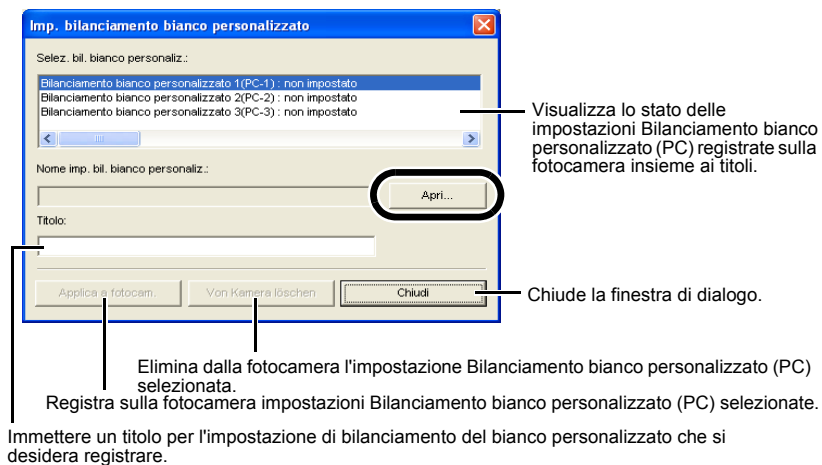 Imp. bilanciamento bianco personalizzato
Selez. bil. bianco personaliz.:
Bilanciamento bianco personalizzato 1(PC-1) : non impostato
Bilanciamento bianco personalizzato 2(PC-2) : non impostato
Bilanciamento bianco personalizzato 3(PC-3) : non impostato
Visualizza lo stato delle
impostazioni Bilanciamento bianco
personalizzato (PC) registrate sulla
fotocamera insieme ai titoli.
Nome imp. bil. bianco personaliz.:
Apri...
Titolo:
Applica a fotocam.
Von Kamera löschen
Chiudi
Chiude la finestra di dialogo.
Elimina dalla fotocamera l'impostazione Bilanciamento bianco personalizzato (PC)
selezionata.
Registra sulla fotocamera impostazioni Bilanciamento bianco personalizzato (PC) selezionate.
Immettere un titolo per l'impostazione di bilanciamento del bianco personalizzato che si
desidera registrare.